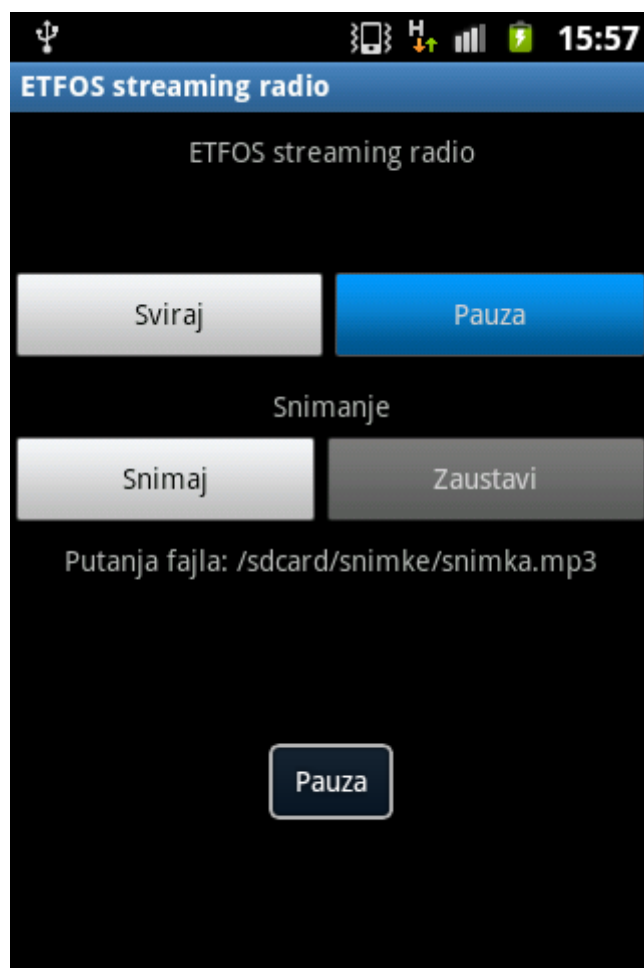 H 15:57
ETFOS streaming radio
ETFOS streaming radio
Sviraj Pauza
Snimanje
Snimaj Zaustavi
Putanja fajla: /sdcard/snimke/snimka.mp3
Pauza